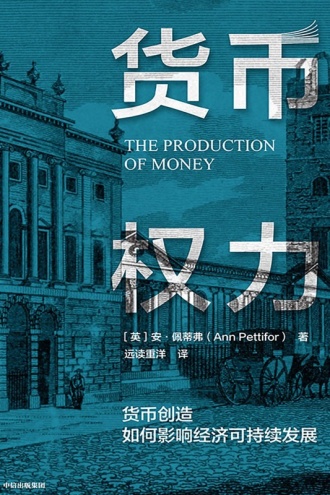 货币
THE PRODUCTION
OF MONEY
权力
[英]安·佩蒂弗(Ann Pettifor) 著
远读重洋 译
货币创造
如何影响经济可持续发展
中信出版集团